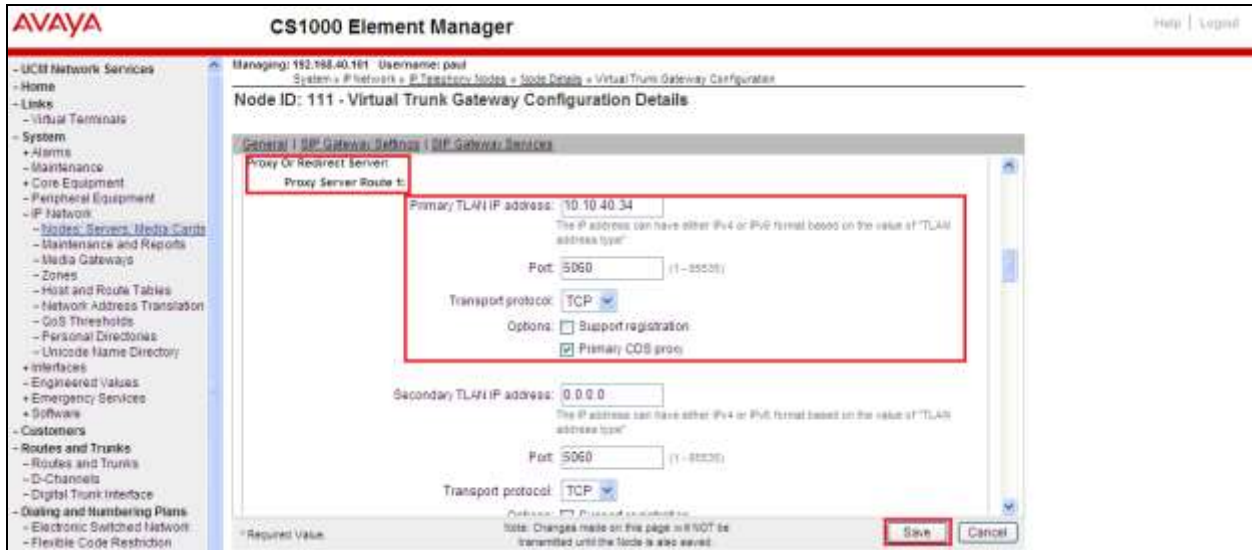 AVAYA
CS1000 Element Manager
Help | Logout
- UCM Network Services
- Home
- Links
- Virtual Terminals
- System
+ Alarms
- Maintenance
+ Core Equipment
- Peripheral Equipment
- IP Network
- Nodes: Servers, Media Cards
- Maintenance and Reports
- Media Gateways
- Zones
- Host and Route Tables
- Network Address Translation
- QoS Thresholds
- Personal Directories
- Unicode Name Directory
+ Interfaces
- Engineered Values
+ Emergency Services
+ Software
- Customers
- Routes and Trunks
- Routes and Trunks
- D-Channels
- Digital Trunk Interface
- Dialing and Numbering Plans
- Electronic Switched Network
- Flexible Code Restriction
Managing: 192.168.40.101 Username: paul
System » IP Network » IP Telephony Nodes » Node Details » Virtual Trunk Gateway Configuration
Node ID: 111 - Virtual Trunk Gateway Configuration Details
General | SIP Gateway Settings | SIP Gateway Services
Proxy Or Redirect Server:
Proxy Server Route 1:
Primary TLAN IP address: 10.10.40.34
The IP address can have either IPv4 or IPv6 format based on the value of "TLAN
address type"
Port: 5060 (1 - 65535)
Transport protocol: TCP
Options: Support registration
Primary CDS proxy
Secondary TLAN IP address: 0.0.0.0
The IP address can have either IPv4 or IPv6 format based on the value of "TLAN
address type"
Port: 5060 (1 - 65535)
Transport protocol: TCP
Options: Support registration
* Required Value.
Note: Changes made on this page will NOT be
transmitted until the Node is also saved.
Save Cancel